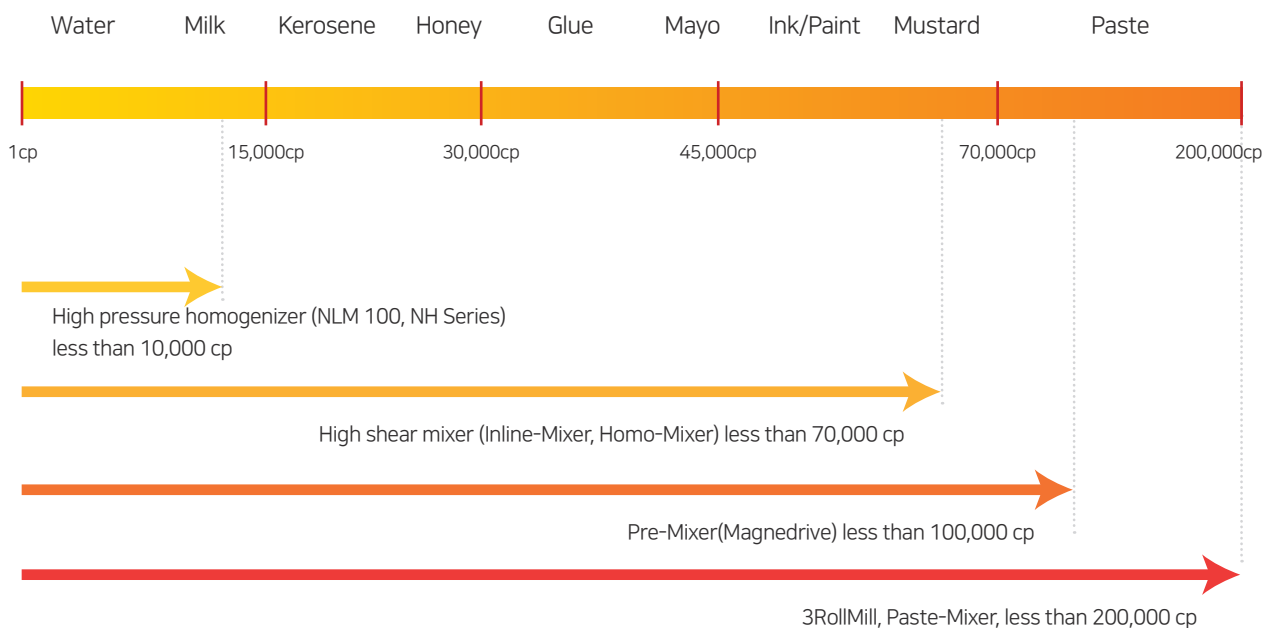 Water Milk Kerosene Honey Glue Mayo Ink/Paint Mustard Paste
1cp 15,000cp 30,000cp 45,000cp 70,000cp 200,000cp
High pressure homogenizer (NLM 100, NH Series)
less than 10,000 cp
High shear mixer (Inline-Mixer, Homo-Mixer) less than 70,000 cp
Pre-Mixer(Magnedrive) less than 100,000 cp
3RollMill, Paste-Mixer, less than 200,000 cp